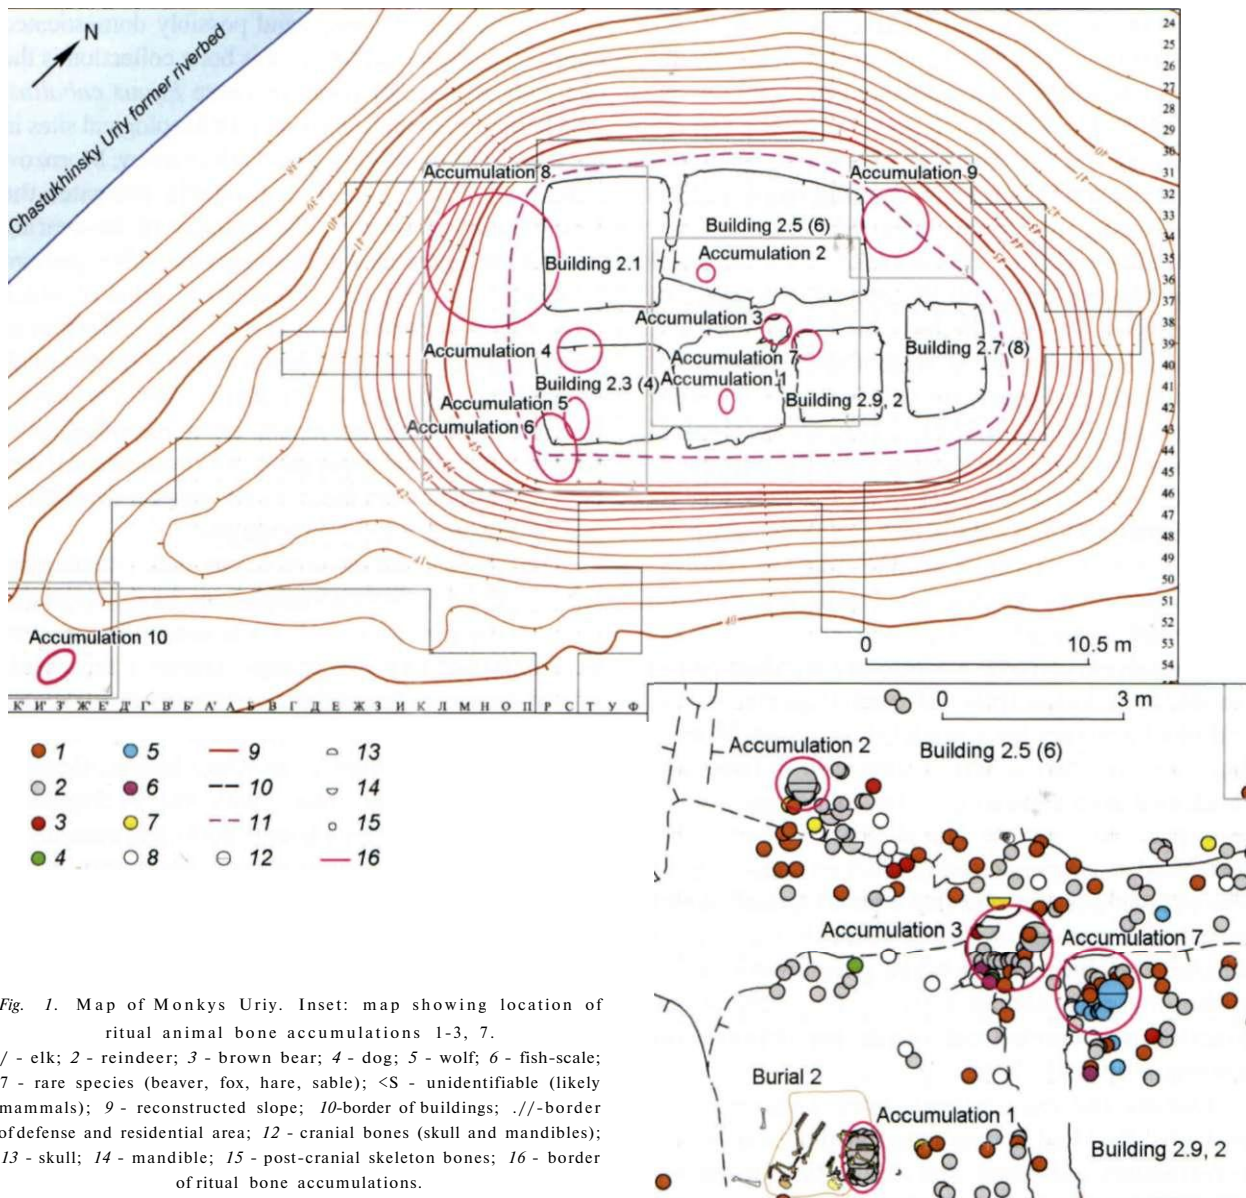 N
Chastukhinsky Uriy former riverbed
Accumulation 8
Accumulation 9
Building 2.5 (6)
Accumulation 2
Building 2.1
Accumulation 3
Accumulation 4
Accumulation 7
Building 2.7 (8)
Building 2.3 (4)
Accumulation 1
Accumulation 5
Building 2.9, 2
Accumulation 6
Accumulation 10
0 10.5 m
24
25
26
27
28
29
30
31
32
33
34
35
36
37
38
39
40
41
42
43
44
45
46
47
48
49
50
51
52
53
54
К' И' З' Ж' Е' Д' Г' В' Б' А' А Б В Г Д Е Ж З И К Л М Н О П Р С Т У Ф
1 5 9 13
2 6 10 14
3 7 11 15
4 8 12 16
0 3 m
Accumulation 2
Building 2.5 (6)
Accumulation 3
Accumulation 7
Burial 2
Accumulation 1
Building 2.9, 2
Fig. 1. Map of Monkys Uriy. Inset: map showing location of
ritual animal bone accumulations 1-3, 7.
/ - elk; 2 - reindeer; 3 - brown bear; 4 - dog; 5 - wolf; 6 - fish-scale;
7 - rare species (beaver, fox, hare, sable); <S - unidentifiable (likely
mammals); 9 - reconstructed slope; 10-border of buildings; .//-border
of defense and residential area; 12 - cranial bones (skull and mandibles);
13 - skull; 14 - mandible; 15 - post-cranial skeleton bones; 16 - border
of ritual bone accumulations.